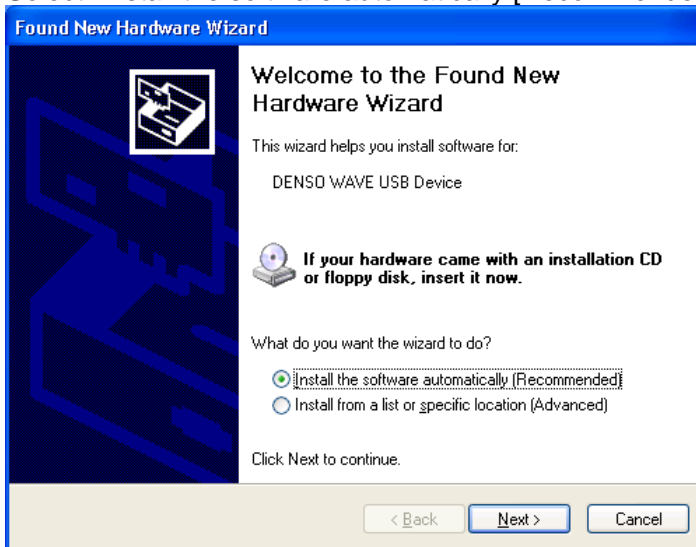 Found New Hardware Wizard
Welcome to the Found New
Hardware Wizard
This wizard helps you install software for:
DENSO WAVE USB Device
If your hardware came with an installation CD
or floppy disk, insert it now.
What do you want the wizard to do?
Install the software automatically (Recommended)
Install from a list or specific location (Advanced)
Click Next to continue.
< Back Next > Cancel